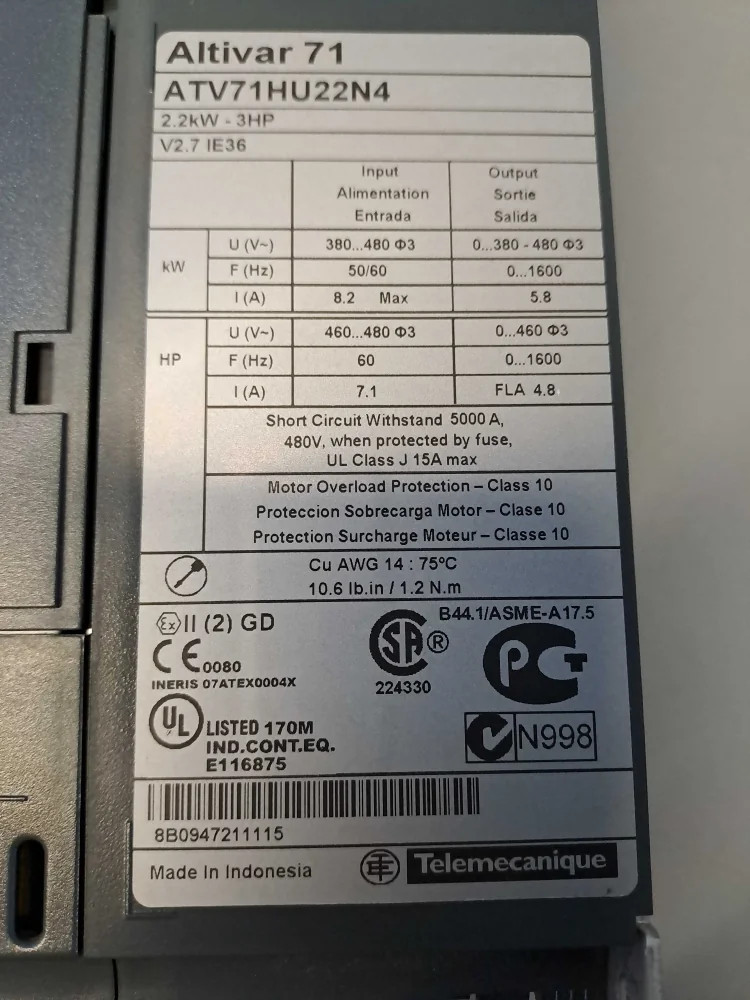 Altivar 71
ATV71HU22N4
2.2kW - 3HP
V2.7 IE36
Input Output
Alimentation Sortie
Entrada Salida
kW
U (V~) 380...480 Φ3 0...380 - 480 Φ3
F (Hz) 50/60 0...1600
I (A) 8.2 Max 5.8
HP
U (V~) 460...480 Φ3 0...460 Φ3
F (Hz) 60 0...1600
I (A) 7.1 FLA 4.8
Short Circuit Withstand 5000 A,
480V, when protected by fuse,
UL Class J 15A max
Motor Overload Protection – Class 10
Proteccion Sobrecarga Motor – Clase 10
Protection Surcharge Moteur – Classe 10
Cu AWG 14 : 75ºC
10.6 lb.in / 1.2 N.m
Ex II (2) GD
CE 0080
INERIS 07ATEX0004X
SA ®
224330
B44.1/ASME-A17.5
PCT
UL LISTED 170M
IND.CONT.EQ.
E116875
N998
8B0947211115
Made In Indonesia Telemecanique